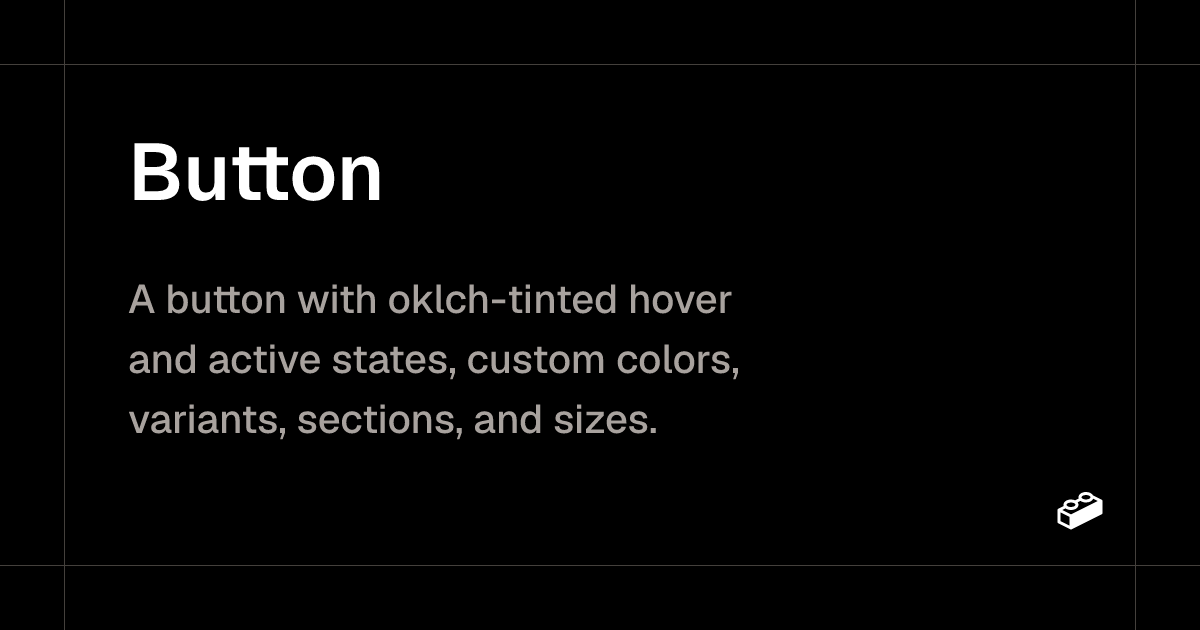 Button
A button with oklch-tinted hover
and active states, custom colors,
variants, sections, and sizes.